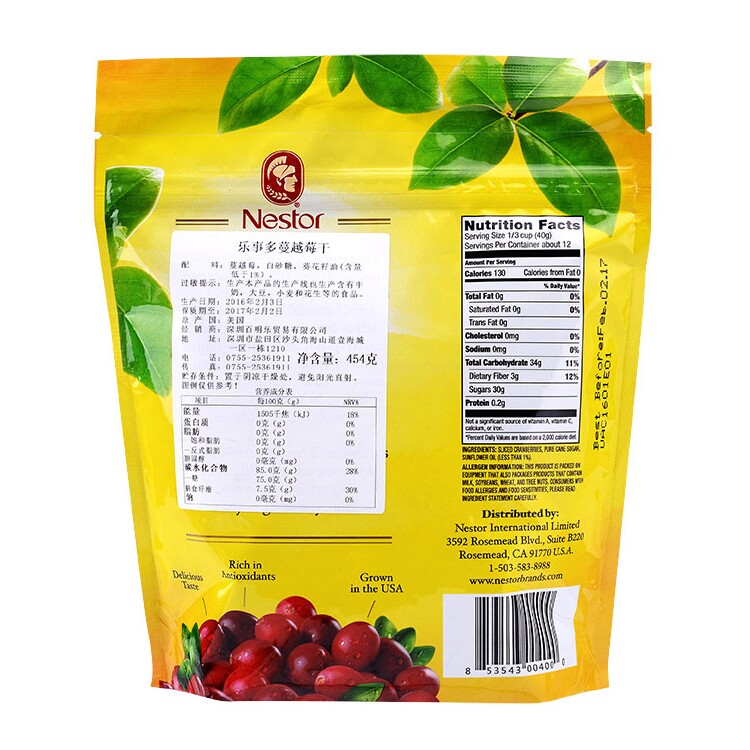 Nestor
乐事多蔓越莓干
配 料：蔓越莓，白砂糖，葵花籽油(含量
低于1%)。
过敏提示：生产本产品的生产线也生产含有牛
奶，大豆，小麦和花生等的食品。
生产日期：2016年2月3日
保质期至：2017年2月2日
原产国：美国
经销商：深圳百明乐贸易有限公司
地 址：深圳市盐田区沙头角海山道壹海城
一区一栋1210
电 话：0755-25361911
传 真：0755-25361911
净含量：454克
贮存条件：置于阴凉干燥处，避免阳光直射。
图例仅供参考！
营养成分表
项目 每100克(g) NRV%
能量 1505千焦(kJ) 18%
蛋白质 0克(g) 0%
脂肪 0克(g) 0%
—饱和脂肪 0克(g) 0%
—反式脂肪 0克(g)
胆固醇 0毫克(mg) 0%
碳水化合物 85.0克(g) 28%
—糖 75.0克(g)
膳食纤维 7.5克(g) 30%
钠 0毫克(mg) 0%
Delicious
Taste
Rich in
Antioxidants
Grown
in the USA
Nutrition Facts
Serving Size 1/3 cup (40g)
Servings Per Container about 12
Amount Per Serving
Calories 130 Calories from Fat 0
% Daily Value*
Total Fat 0g 0%
Saturated Fat 0g 0%
Trans Fat 0g
Cholesterol 0mg 0%
Sodium 0mg 0%
Total Carbohydrate 34g 11%
Dietary Fiber 3g 12%
Sugars 30g
Protein 0.2g
Not a significant source of vitamin A, vitamin C,
calcium, or iron.
*Percent Daily Values are based on a 2,000 calorie diet
INGREDIENTS: SLICED CRANBERRIES, PURE CANE SUGAR,
SUNFLOWER OIL (LESS THAN 1%)
ALLERGEN INFORMATION: THIS PRODUCT IS PACKED ON
EQUIPMENT THAT ALSO PACKAGES PRODUCTS THAT CONTAIN
MILK, SOYBEANS, WHEAT, AND TREE NUTS. CONSUMERS WITH
FOOD ALLERGIES AND FOOD SENSITIVITIES, PLEASE READ
INGREDIENT STATEMENT CAREFULLY.
Distributed by:
Nestor International Limited
3592 Rosemead Blvd., Suite B220
Rosemead, CA 91770 U.S.A.
1-503-583-8988
www.nestorbrands.com
8 53543 00400 0
Best Before:Feb.02.17
UAC1601E01